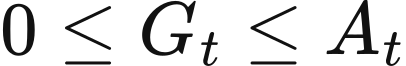 0 ≤ G_t ≤ A_t